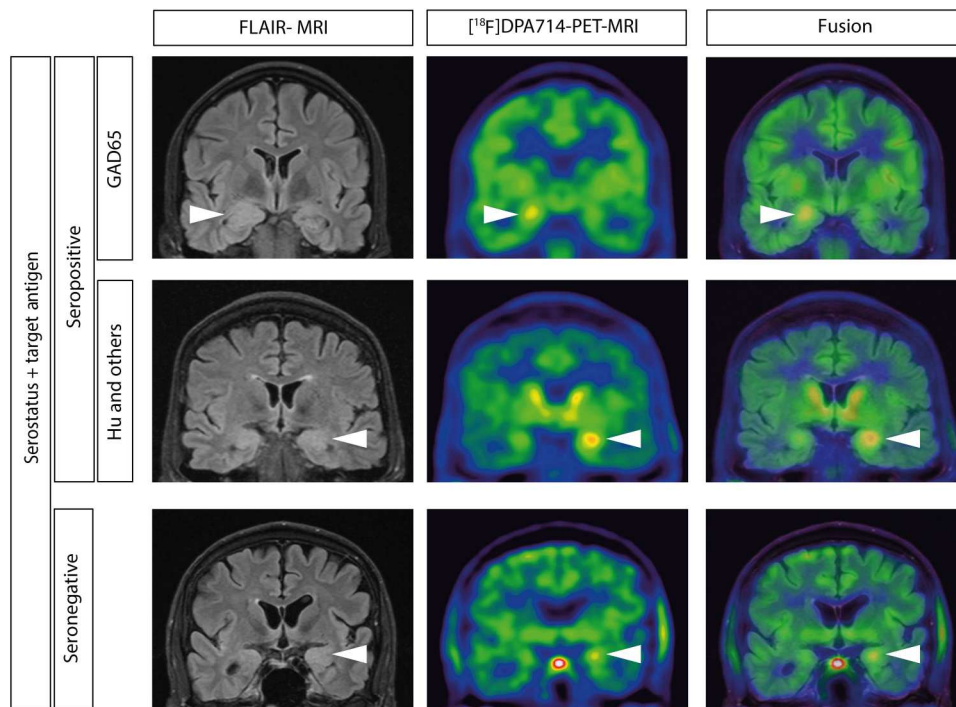 FLAIR- MRI
[¹⁸F]DPA714-PET-MRI
Fusion
Serostatus + target antigen
Seropositive
GAD65
Hu and others
Seronegative